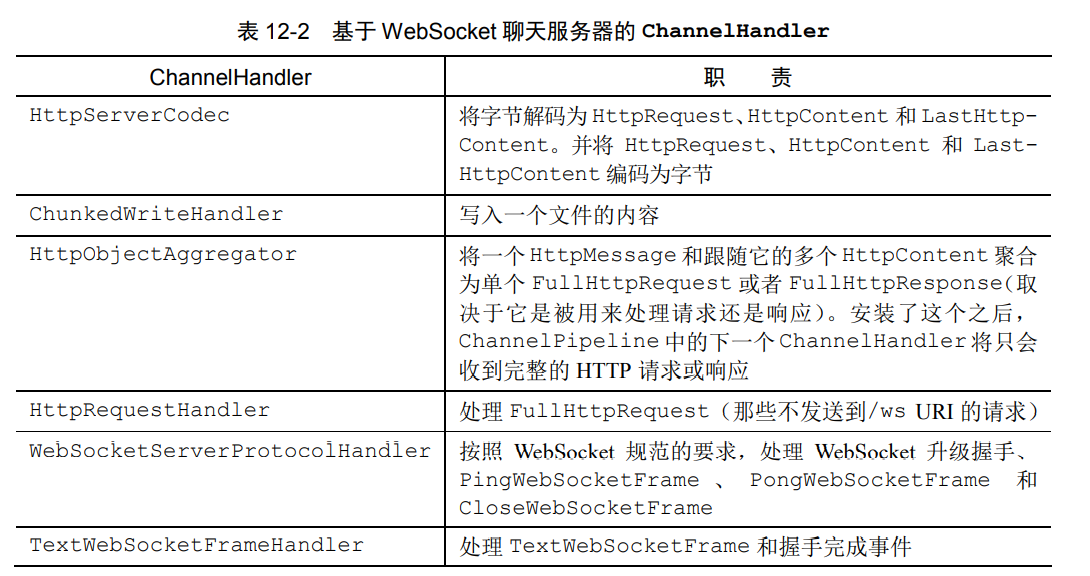 表 12-2 基于 WebSocket 聊天服务器的 ChannelHandler
ChannelHandler 职 责
HttpServerCodec 将字节解码为 HttpRequest、HttpContent 和 LastHttp-
Content。并将 HttpRequest、HttpContent 和 Last-
HttpContent 编码为字节
ChunkedWriteHandler 写入一个文件的内容
HttpObjectAggregator 将一个 HttpMessage 和跟随它的多个 HttpContent 聚合
为单个 FullHttpRequest 或者 FullHttpResponse(取
决于它是被用来处理请求还是响应)。安装了这个之后，
ChannelPipeline 中的下一个 ChannelHandler 将只会
收到完整的 HTTP 请求或响应
HttpRequestHandler 处理 FullHttpRequest（那些不发送到/ws URI 的请求）
WebSocketServerProtocolHandler 按照 WebSocket 规范的要求，处理 WebSocket 升级握手、
PingWebSocketFrame 、 PongWebSocketFrame 和
CloseWebSocketFrame
TextWebSocketFrameHandler 处理 TextWebSocketFrame 和握手完成事件